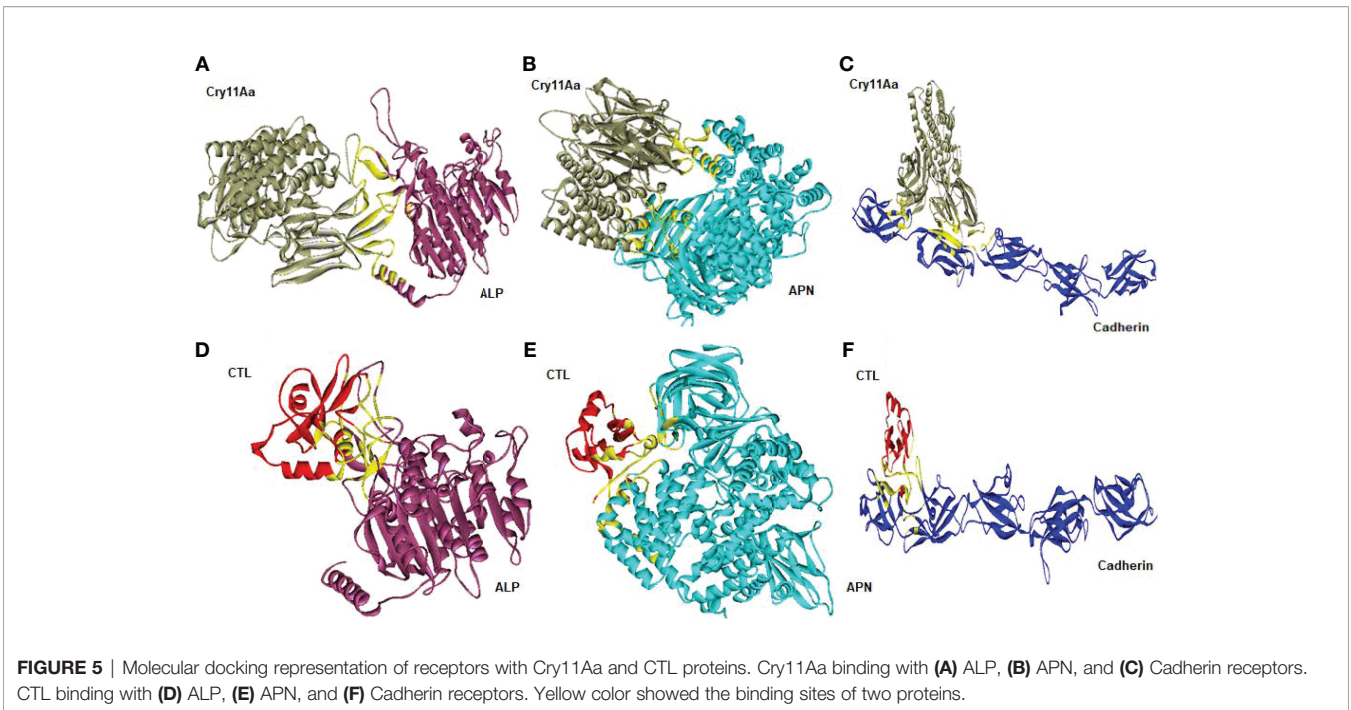 A
Cry11Aa
ALP
B
Cry11Aa
APN
C
Cry11Aa
Cadherin
D
CTL
ALP
E
CTL
APN
F
CTL
Cadherin
FIGURE 5 | Molecular docking representation of receptors with Cry11Aa and CTL proteins. Cry11Aa binding with (A) ALP, (B) APN, and (C) Cadherin receptors.
CTL binding with (D) ALP, (E) APN, and (F) Cadherin receptors. Yellow color showed the binding sites of two proteins.